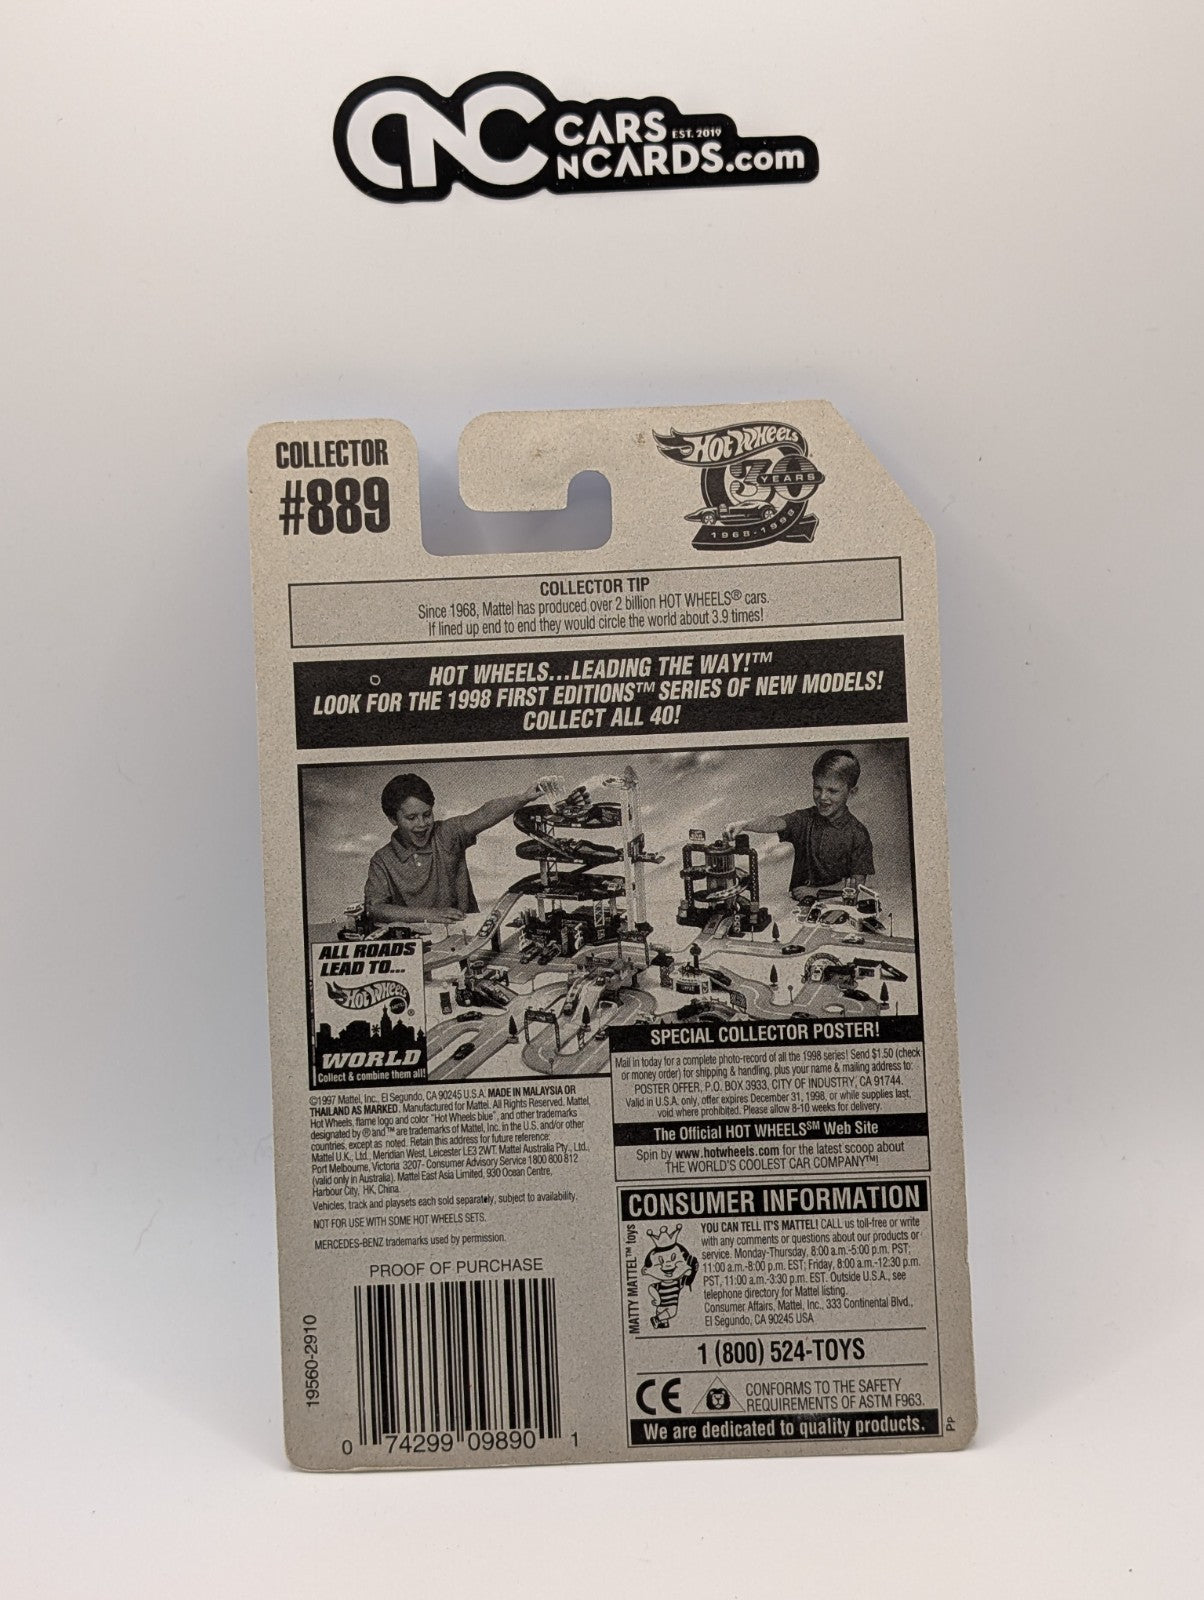 CNC CARS EST. 2019
NCARDS.com
COLLECTOR
#889
HOT WHEELS
30 YEARS
1968-1998
COLLECTOR TIP
Since 1968, Mattel has produced over 2 billion HOT WHEELS® cars.
If lined up end to end they would circle the world about 3.9 times!
HOT WHEELS...LEADING THE WAY!™
LOOK FOR THE 1998 FIRST EDITIONS™ SERIES OF NEW MODELS!
COLLECT ALL 40!
ALL ROADS
LEAD TO...
Hot Wheels®
WORLD
Collect & combine them all!
SPECIAL COLLECTOR POSTER!
Mail in today for a complete photo-record of all the 1998 series! Send $1.50 (check
or money order) for shipping & handling, plus your name & mailing address to:
POSTER OFFER, P.O. BOX 3933, CITY OF INDUSTRY, CA 91744.
Valid in U.S.A. only, offer expires December 31, 1998, or while supplies last,
void where prohibited. Please allow 8-10 weeks for delivery.
The Official HOT WHEELS℠ Web Site
Spin by www.hotwheels.com for the latest scoop about
THE WORLD'S COOLEST CAR COMPANY™!
©1997 Mattel, Inc., El Segundo, CA 90245 U.S.A. MADE IN MALAYSIA OR
THAILAND AS MARKED. Manufactured for Mattel. All Rights Reserved. Mattel,
Hot Wheels, flame logo and color "Hot Wheels blue", and other trademarks
designated by ® and ™ are trademarks of Mattel, Inc. in the U.S. and/or other
countries, except as noted. Retain this address for future reference:
Mattel U.K., Ltd., Meridian West, Leicester LE3 2WT. Mattel Australia Pty., Ltd.,
Port Melbourne, Victoria 3207- Consumer Advisory Service 1800 800 812
(valid only in Australia). Mattel East Asia Limited, 930 Ocean Centre,
Harbour City, HK, China.
Vehicles, track and playsets each sold separately, subject to availability.
NOT FOR USE WITH SOME HOT WHEELS SETS.
MERCEDES-BENZ trademarks used by permission.
PROOF OF PURCHASE
19560-2910
0 74299 09890 1
CONSUMER INFORMATION
MATTY MATTEL™ toys
YOU CAN TELL IT'S MATTEL! CALL us toll-free or write
with any comments or questions about our products or
service. Monday-Thursday, 8:00 a.m.-5:00 p.m. PST,
11:00 a.m.-8:00 p.m. EST; Friday, 8:00 a.m.-12:30 p.m.
PST, 11:00 a.m.-3:30 p.m. EST. Outside U.S.A., see
telephone directory for Mattel listing.
Consumer Affairs, Mattel, Inc., 333 Continental Blvd.,
El Segundo, CA 90245 USA
1 (800) 524-TOYS
CE
CONFORMS TO THE SAFETY
REQUIREMENTS OF ASTM F963.
We are dedicated to quality products.
PP